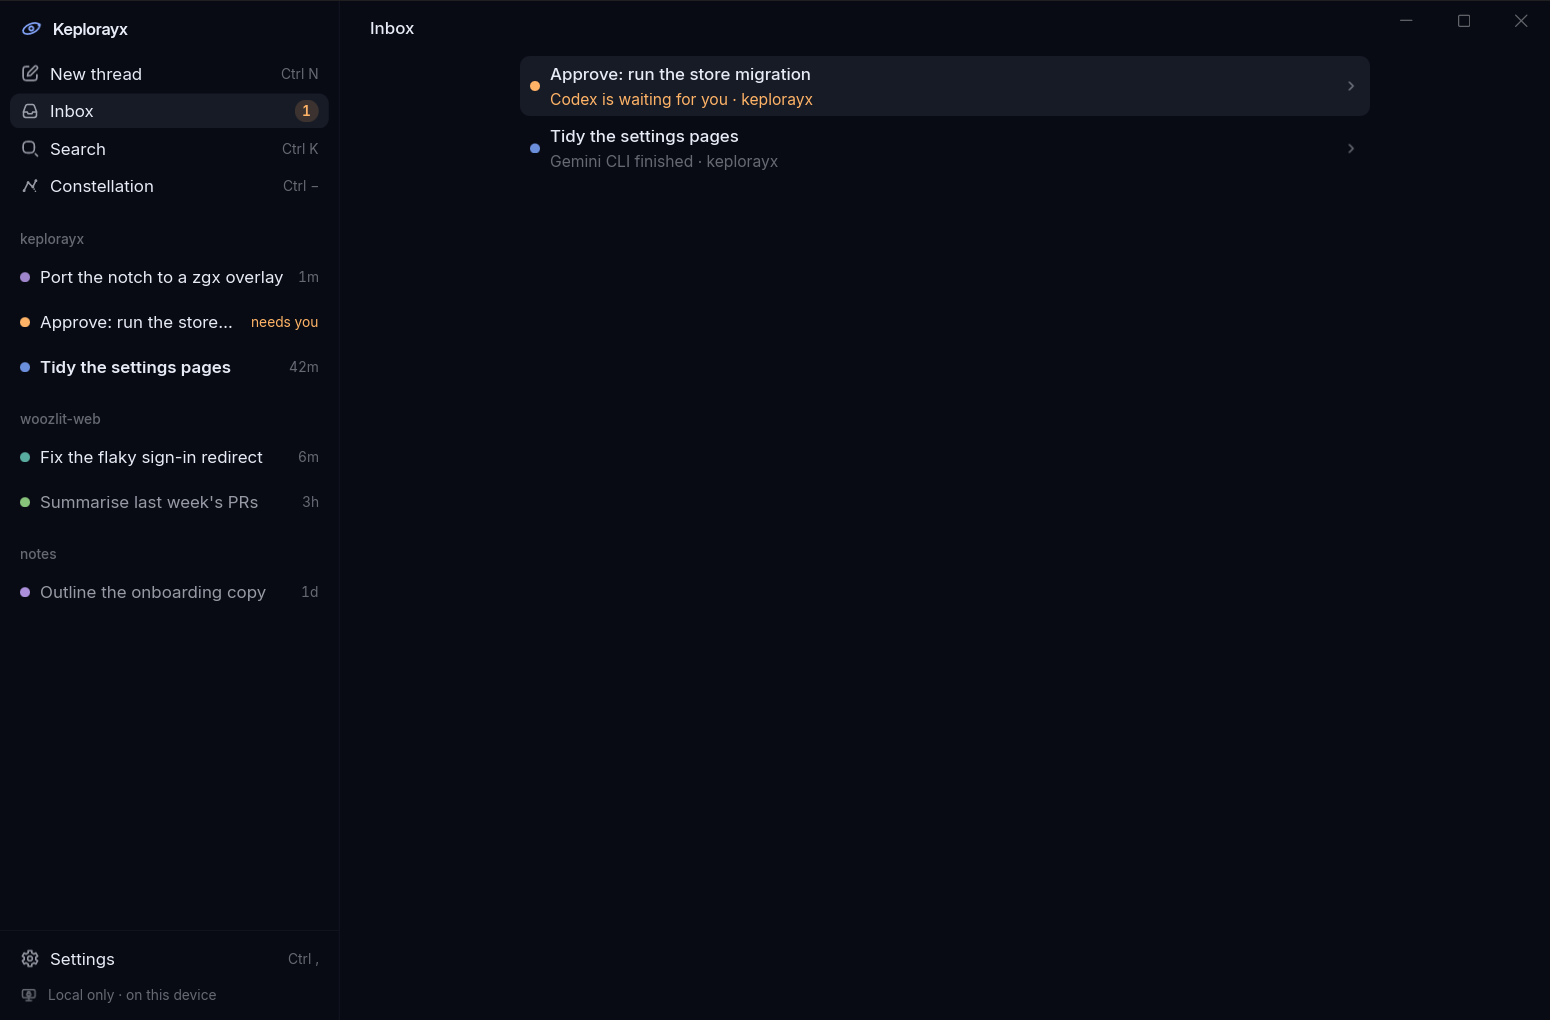 Keplorayx
New thread Ctrl N
Inbox 1
Search Ctrl K
Constellation Ctrl –
keplorayx
Port the notch to a zgx overlay 1m
Approve: run the store... needs you
Tidy the settings pages 42m
woozlit-web
Fix the flaky sign-in redirect 6m
Summarise last week's PRs 3h
notes
Outline the onboarding copy 1d
Settings Ctrl ,
Local only · on this device
Inbox
Approve: run the store migration
Codex is waiting for you · keplorayx
Tidy the settings pages
Gemini CLI finished · keplorayx